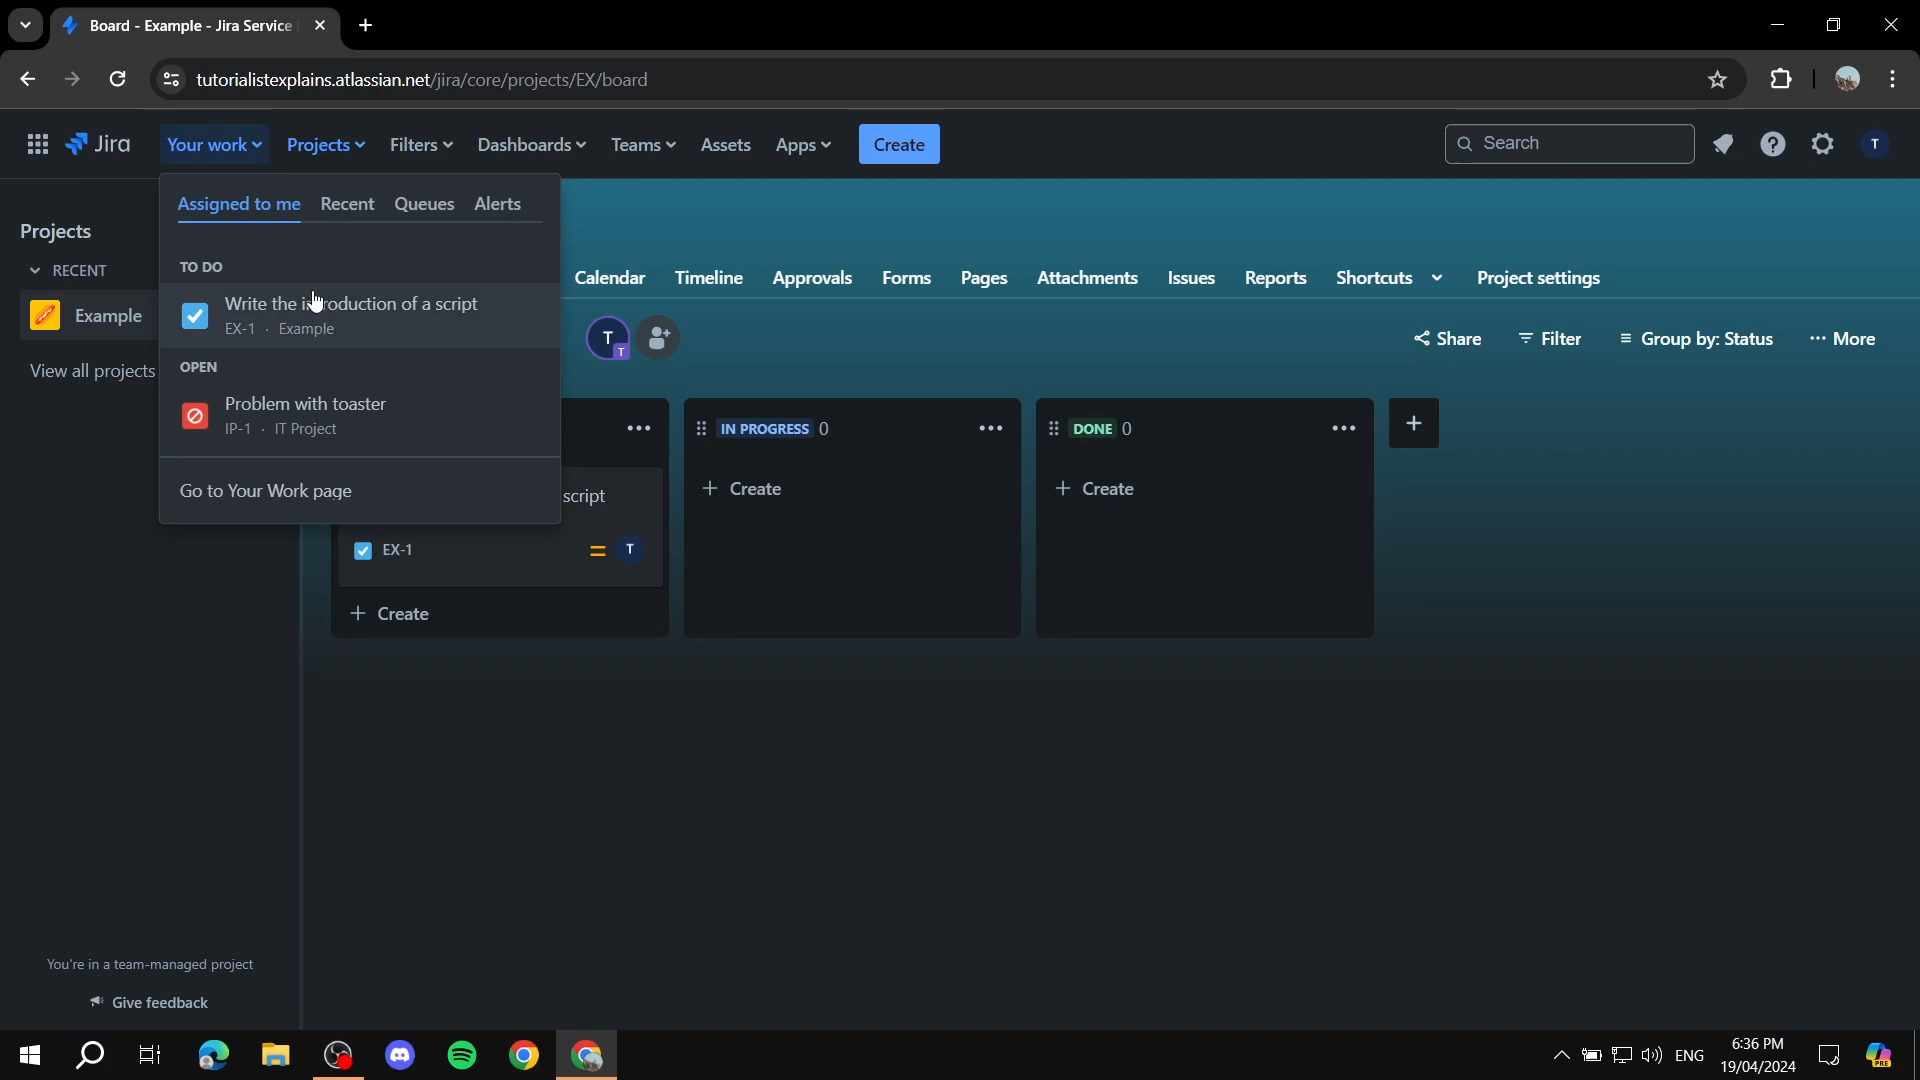 Board - Example - Jira Service
tutorialistexplains.atlassian.net/jira/core/projects/EX/board
Jira
Your work
Projects
Filters
Dashboards
Teams
Assets
Apps
Create
Search
T
Assigned to me
Recent
Queues
Alerts
TO DO
Write the introduction of a script
EX-1 · Example
OPEN
Problem with toaster
IP-1 · IT Project
Go to Your Work page
Projects
RECENT
Example
View all projects
Calendar
Timeline
Approvals
Forms
Pages
Attachments
Issues
Reports
Shortcuts
Project settings
T
T
Share
Filter
Group by: Status
More
script
EX-1
T
Create
IN PROGRESS 0
Create
DONE 0
Create
You're in a team-managed project
Give feedback
ENG
6:36 PM
19/04/2024
PRE